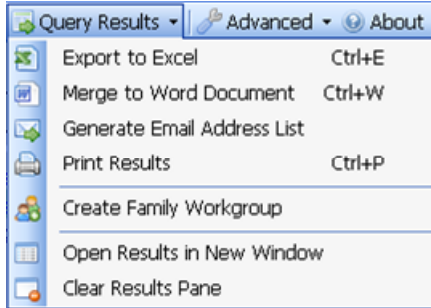 Query Results Advanced About
Export to Excel Ctrl+E
Merge to Word Document Ctrl+W
Generate Email Address List
Print Results Ctrl+P
Create Family Workgroup
Open Results in New Window
Clear Results Pane